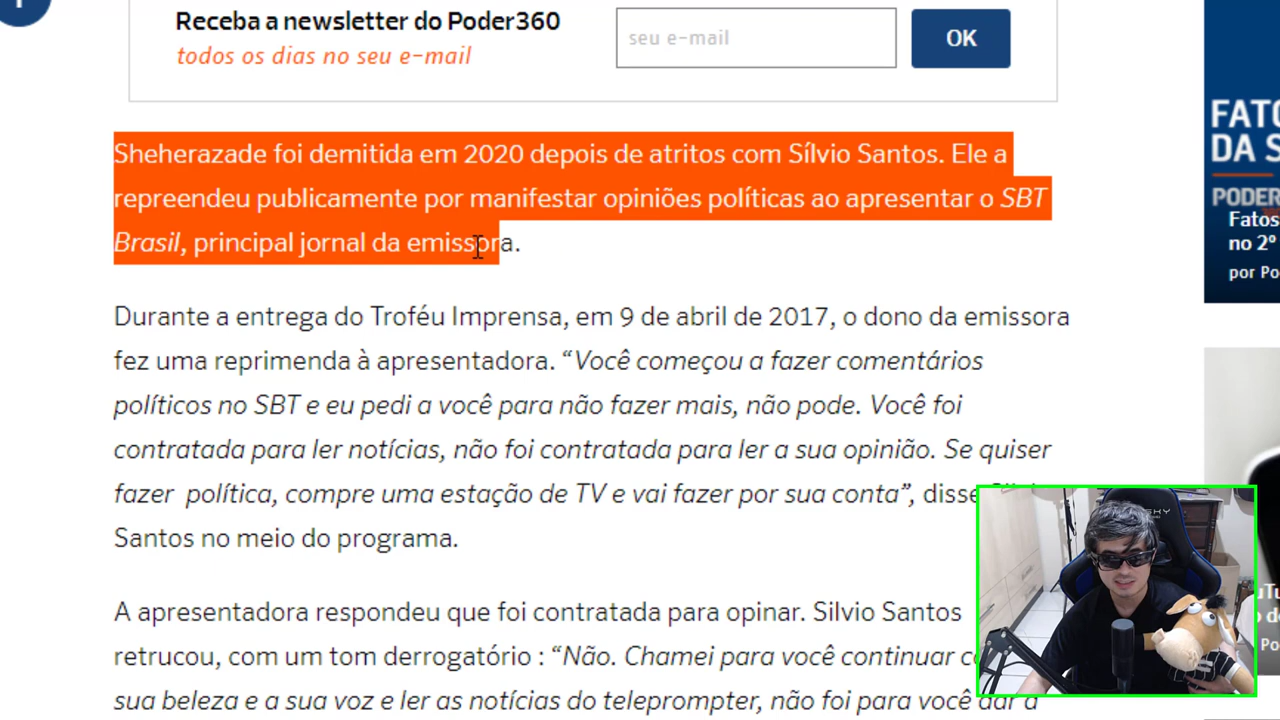 Receba a newsletter do Poder360
todos os dias no seu e-mail
seu e-mail
OK
Sheherazade foi demitida em 2020 depois de atritos com Sílvio Santos. Ele a
repreendeu publicamente por manifestar opiniões políticas ao apresentar o SBT
Brasil, principal jornal da emissora.
Durante a entrega do Troféu Imprensa, em 9 de abril de 2017, o dono da emissora
fez uma reprimenda à apresentadora. “Você começou a fazer comentários
políticos no SBT e eu pedi a você para não fazer mais, não pode. Você foi
contratada para ler notícias, não foi contratada para ler a sua opinião. Se quiser
fazer política, compre uma estação de TV e vai fazer por sua conta”, disse
Santos no meio do programa.
A apresentadora respondeu que foi contratada para opinar. Silvio Santos
retrucou, com um tom derrogatório : “Não. Chamei para você continuar
sua beleza e a sua voz e ler as notícias do teleprompter, não foi para você dar a
FATO
DA S
PODER
Fatos
no 2º
por Po